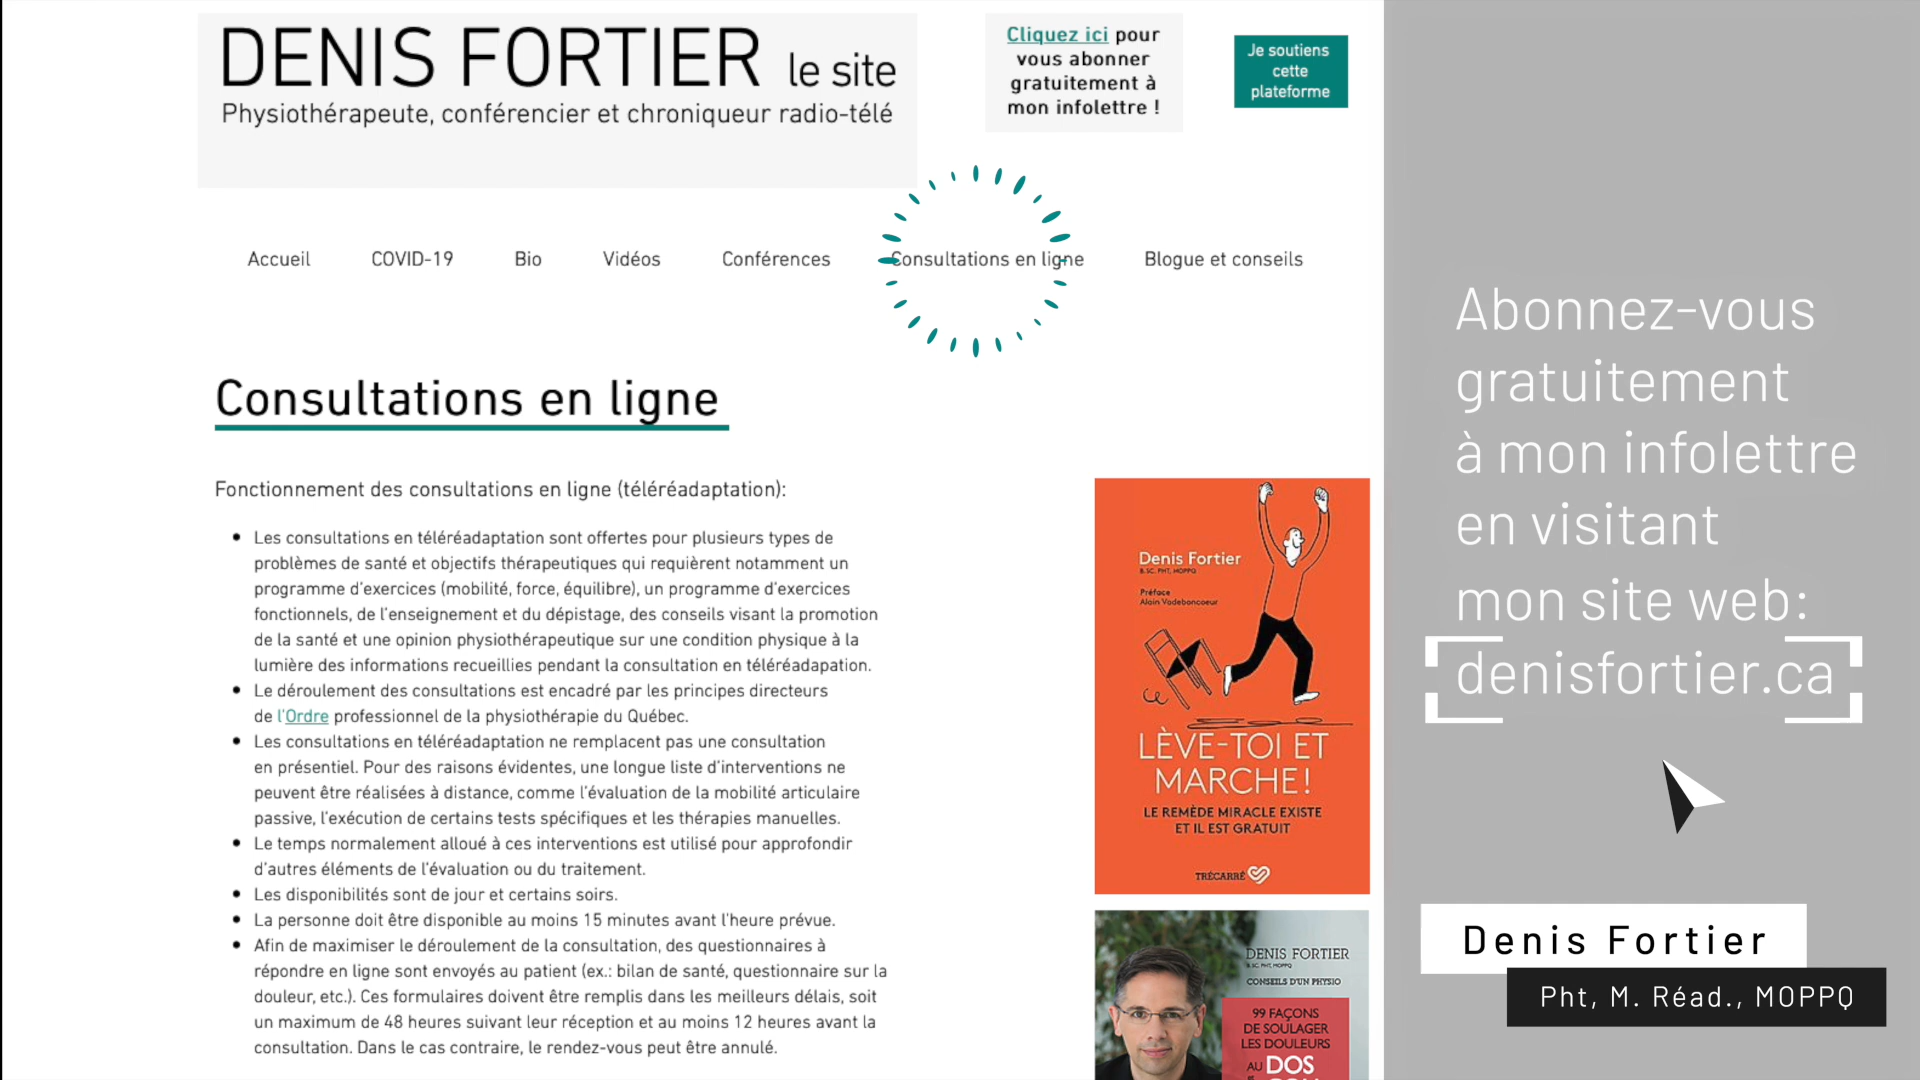 DENIS FORTIER le site
Physiothérapeute, conférencier et chroniqueur radio-télé
Cliquez ici pour
vous abonner
gratuitement à
mon infolettre !
Je soutiens
cette
plateforme
Accueil
COVID-19
Bio
Vidéos
Conférences
Consultations en ligne
Blogue et conseils
Consultations en ligne
Fonctionnement des consultations en ligne (téléréadaptation):
• Les consultations en téléréadaptation sont offertes pour plusieurs types de
problèmes de santé et objectifs thérapeutiques qui requièrent notamment un
programme d'exercices (mobilité, force, équilibre), un programme d'exercices
fonctionnels, de l'enseignement et du dépistage, des conseils visant la promotion
de la santé et une opinion physiothérapeutique sur une condition physique à la
lumière des informations recueillies pendant la consultation en téléréadapation.
• Le déroulement des consultations est encadré par les principes directeurs
de l'Ordre professionnel de la physiothérapie du Québec.
• Les consultations en téléréadaptation ne remplacent pas une consultation
en présentiel. Pour des raisons évidentes, une longue liste d'interventions ne
peuvent être réalisées à distance, comme l'évaluation de la mobilité articulaire
passive, l'exécution de certains tests spécifiques et les thérapies manuelles.
• Le temps normalement alloué à ces interventions est utilisé pour approfondir
d'autres éléments de l'évaluation ou du traitement.
• Les disponibilités sont de jour et certains soirs.
• La personne doit être disponible au moins 15 minutes avant l'heure prévue.
• Afin de maximiser le déroulement de la consultation, des questionnaires à
répondre en ligne sont envoyés au patient (ex.: bilan de santé, questionnaire sur la
douleur, etc.). Ces formulaires doivent être remplis dans les meilleurs délais, soit
un maximum de 48 heures suivant leur réception et au moins 12 heures avant la
consultation. Dans le cas contraire, le rendez-vous peut être annulé.
Denis Fortier
B.SC. PHT, MOPPQ
Préface
Alain Vadeboncoeur
LÈVE-TOI ET
MARCHE!
LE REMÈDE MIRACLE EXISTE
ET IL EST GRATUIT
TRÉCARRÉ
DENIS FORTIER
B.SC. PHT, MOPPQ
CONSEILS D'UN PHYSIO
99 FAÇONS
DE SOULAGER
LES DOULEURS
AU DOS
Abonnez-vous
gratuitement
à mon infolettre
en visitant
mon site web:
denisfortier.ca
Denis Fortier
Pht, M. Réad., MOPPQ